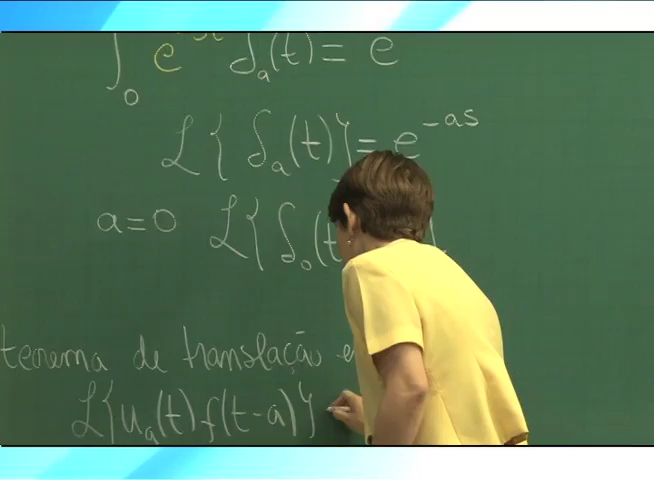 ∫₀ e^-st δₐ(t) = e
ℒ{δₐ(t)} = e^-as
a=0 ℒ{δ₀(t
teorema de translação e
ℒ{uₐ(t) f(t-a)}